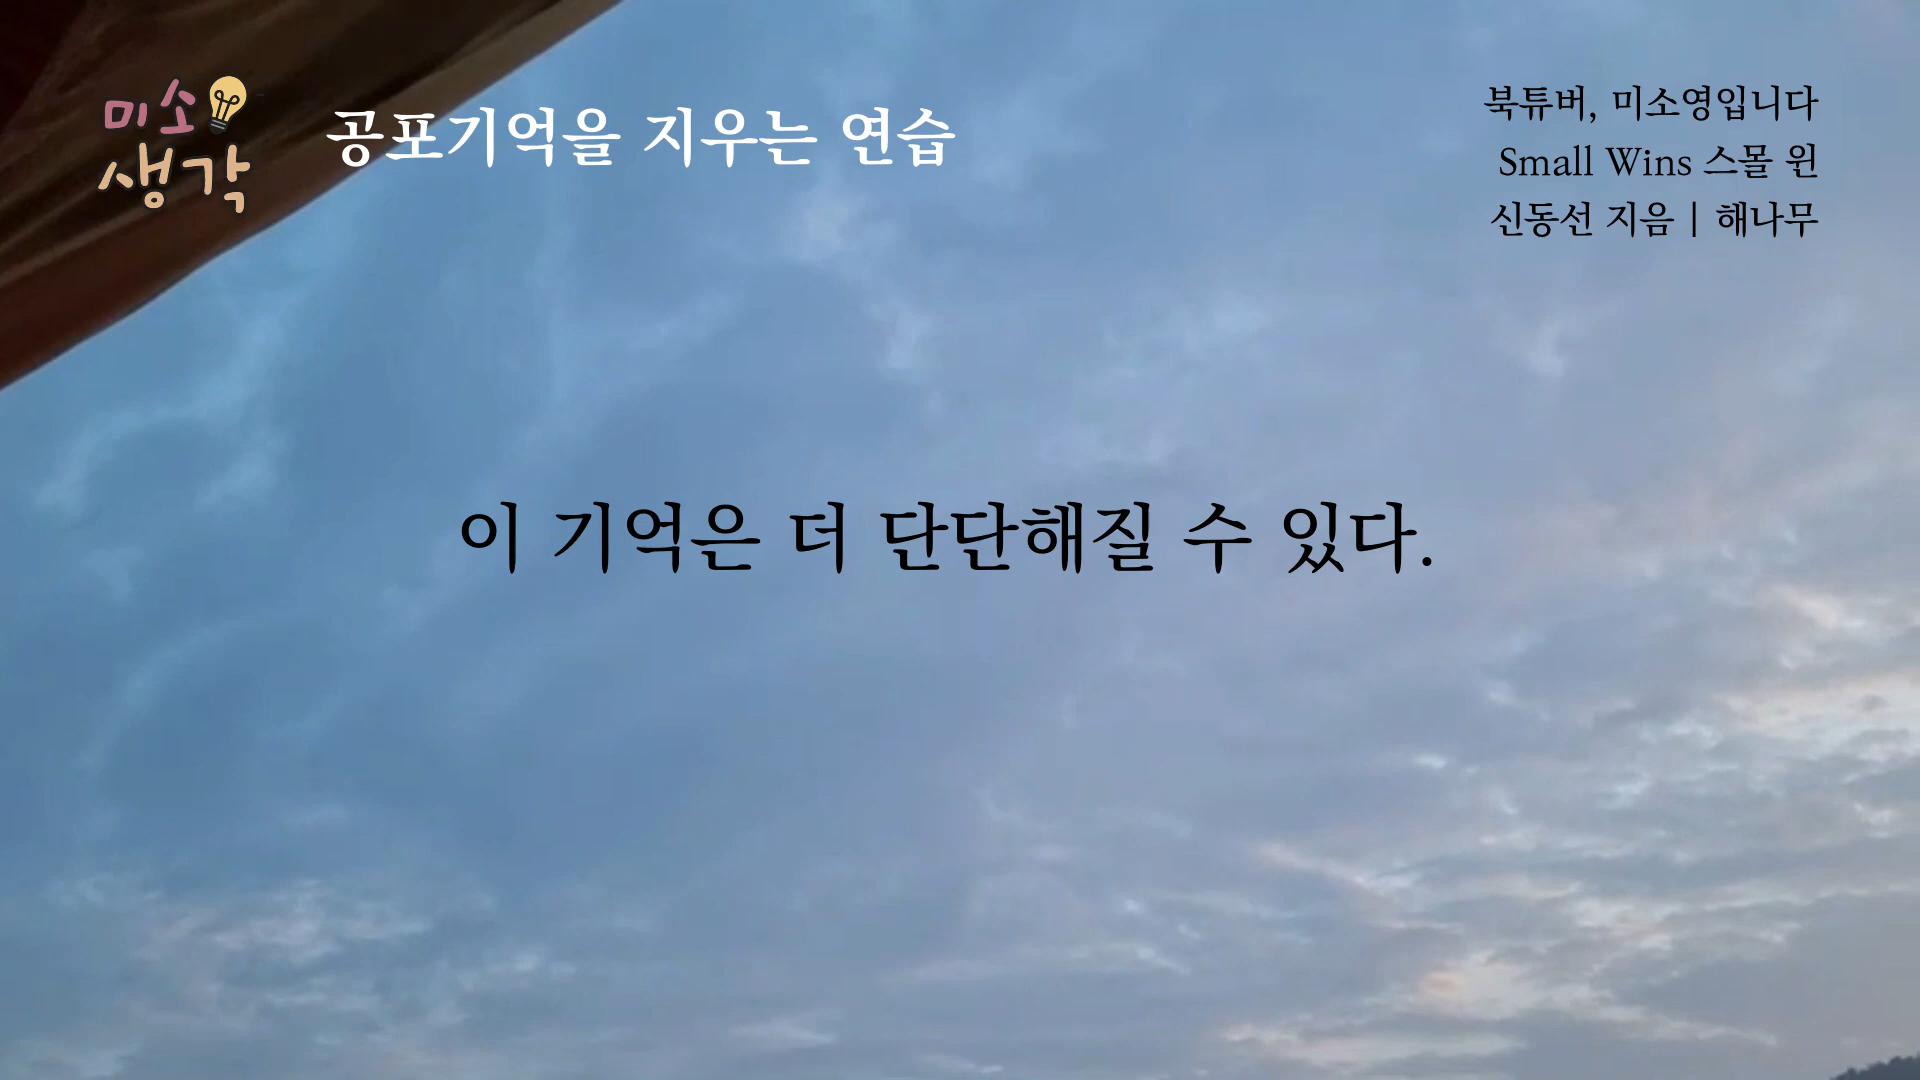 미소
생각
공포기억을 지우는 연습
북튜버, 미소영입니다
Small Wins 스몰 윈
신동선 지음 | 해나무
이 기억은 더 단단해질 수 있다.